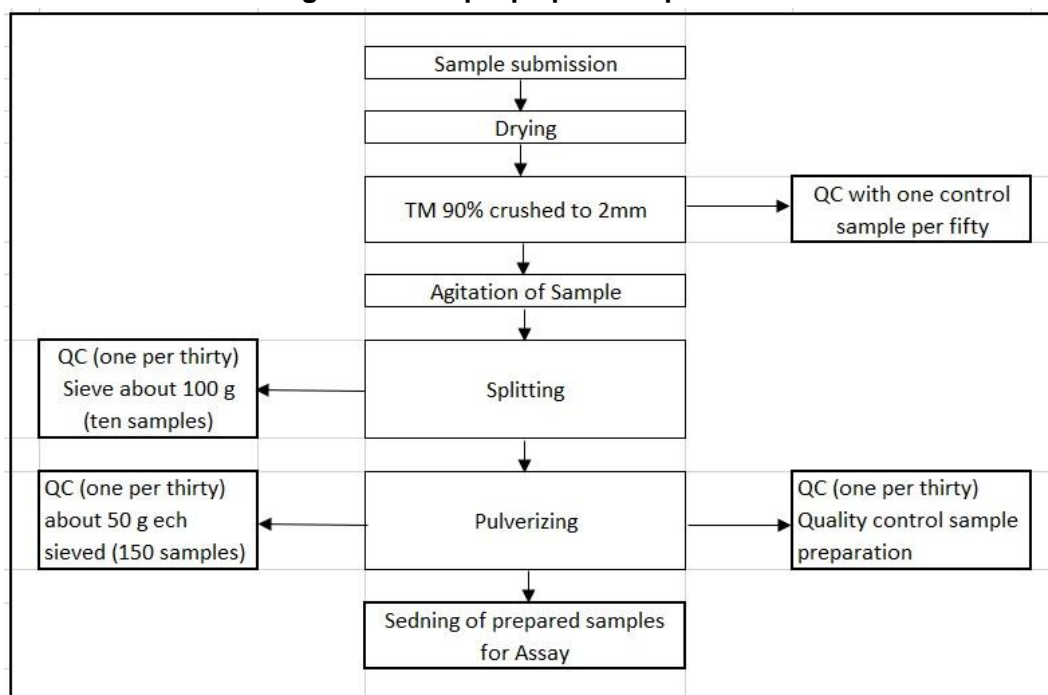 Sample submission
Drying
TM 90% crushed to 2mm
QC with one control
sample per fifty
Agitation of Sample
QC (one per thirty)
Sieve about 100 g
(ten samples)
Splitting
QC (one per thirty)
about 50 g ech
sieved (150 samples)
Pulverizing
QC (one per thirty)
Quality control sample
preparation
Sedning of prepared samples
for Assay